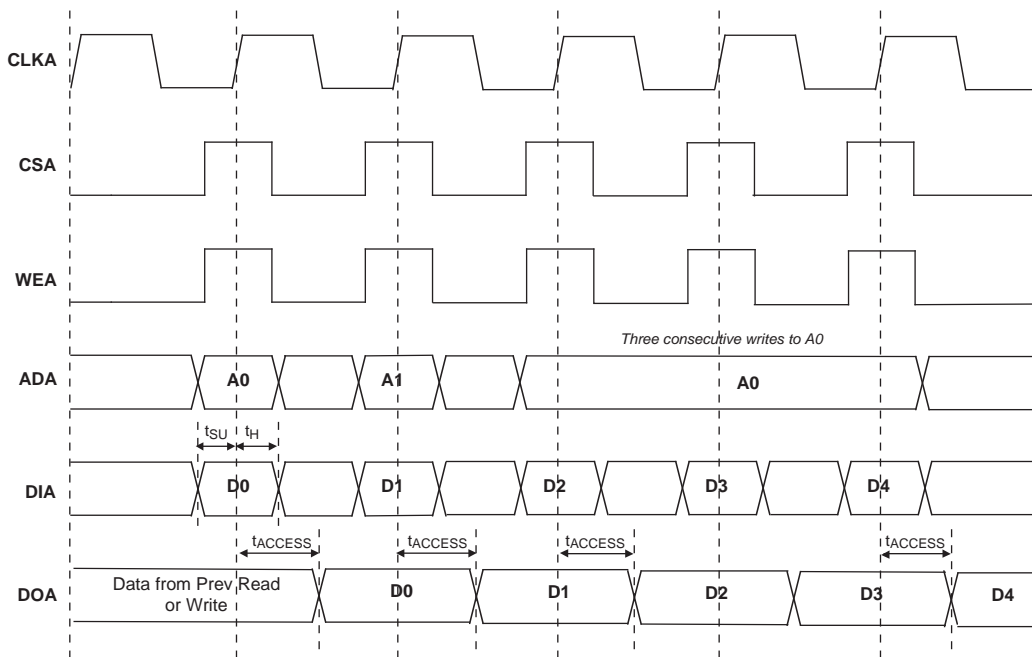 CLKA
CSA
WEA
Three consecutive writes to A0
ADA
A0
A1
A0
tSU
tH
DIA
D0
D1
D2
D3
D4
tACCESS
tACCESS
tACCESS
tACCESS
DOA
Data from Prev Read
or Write
D0
D1
D2
D3
D4